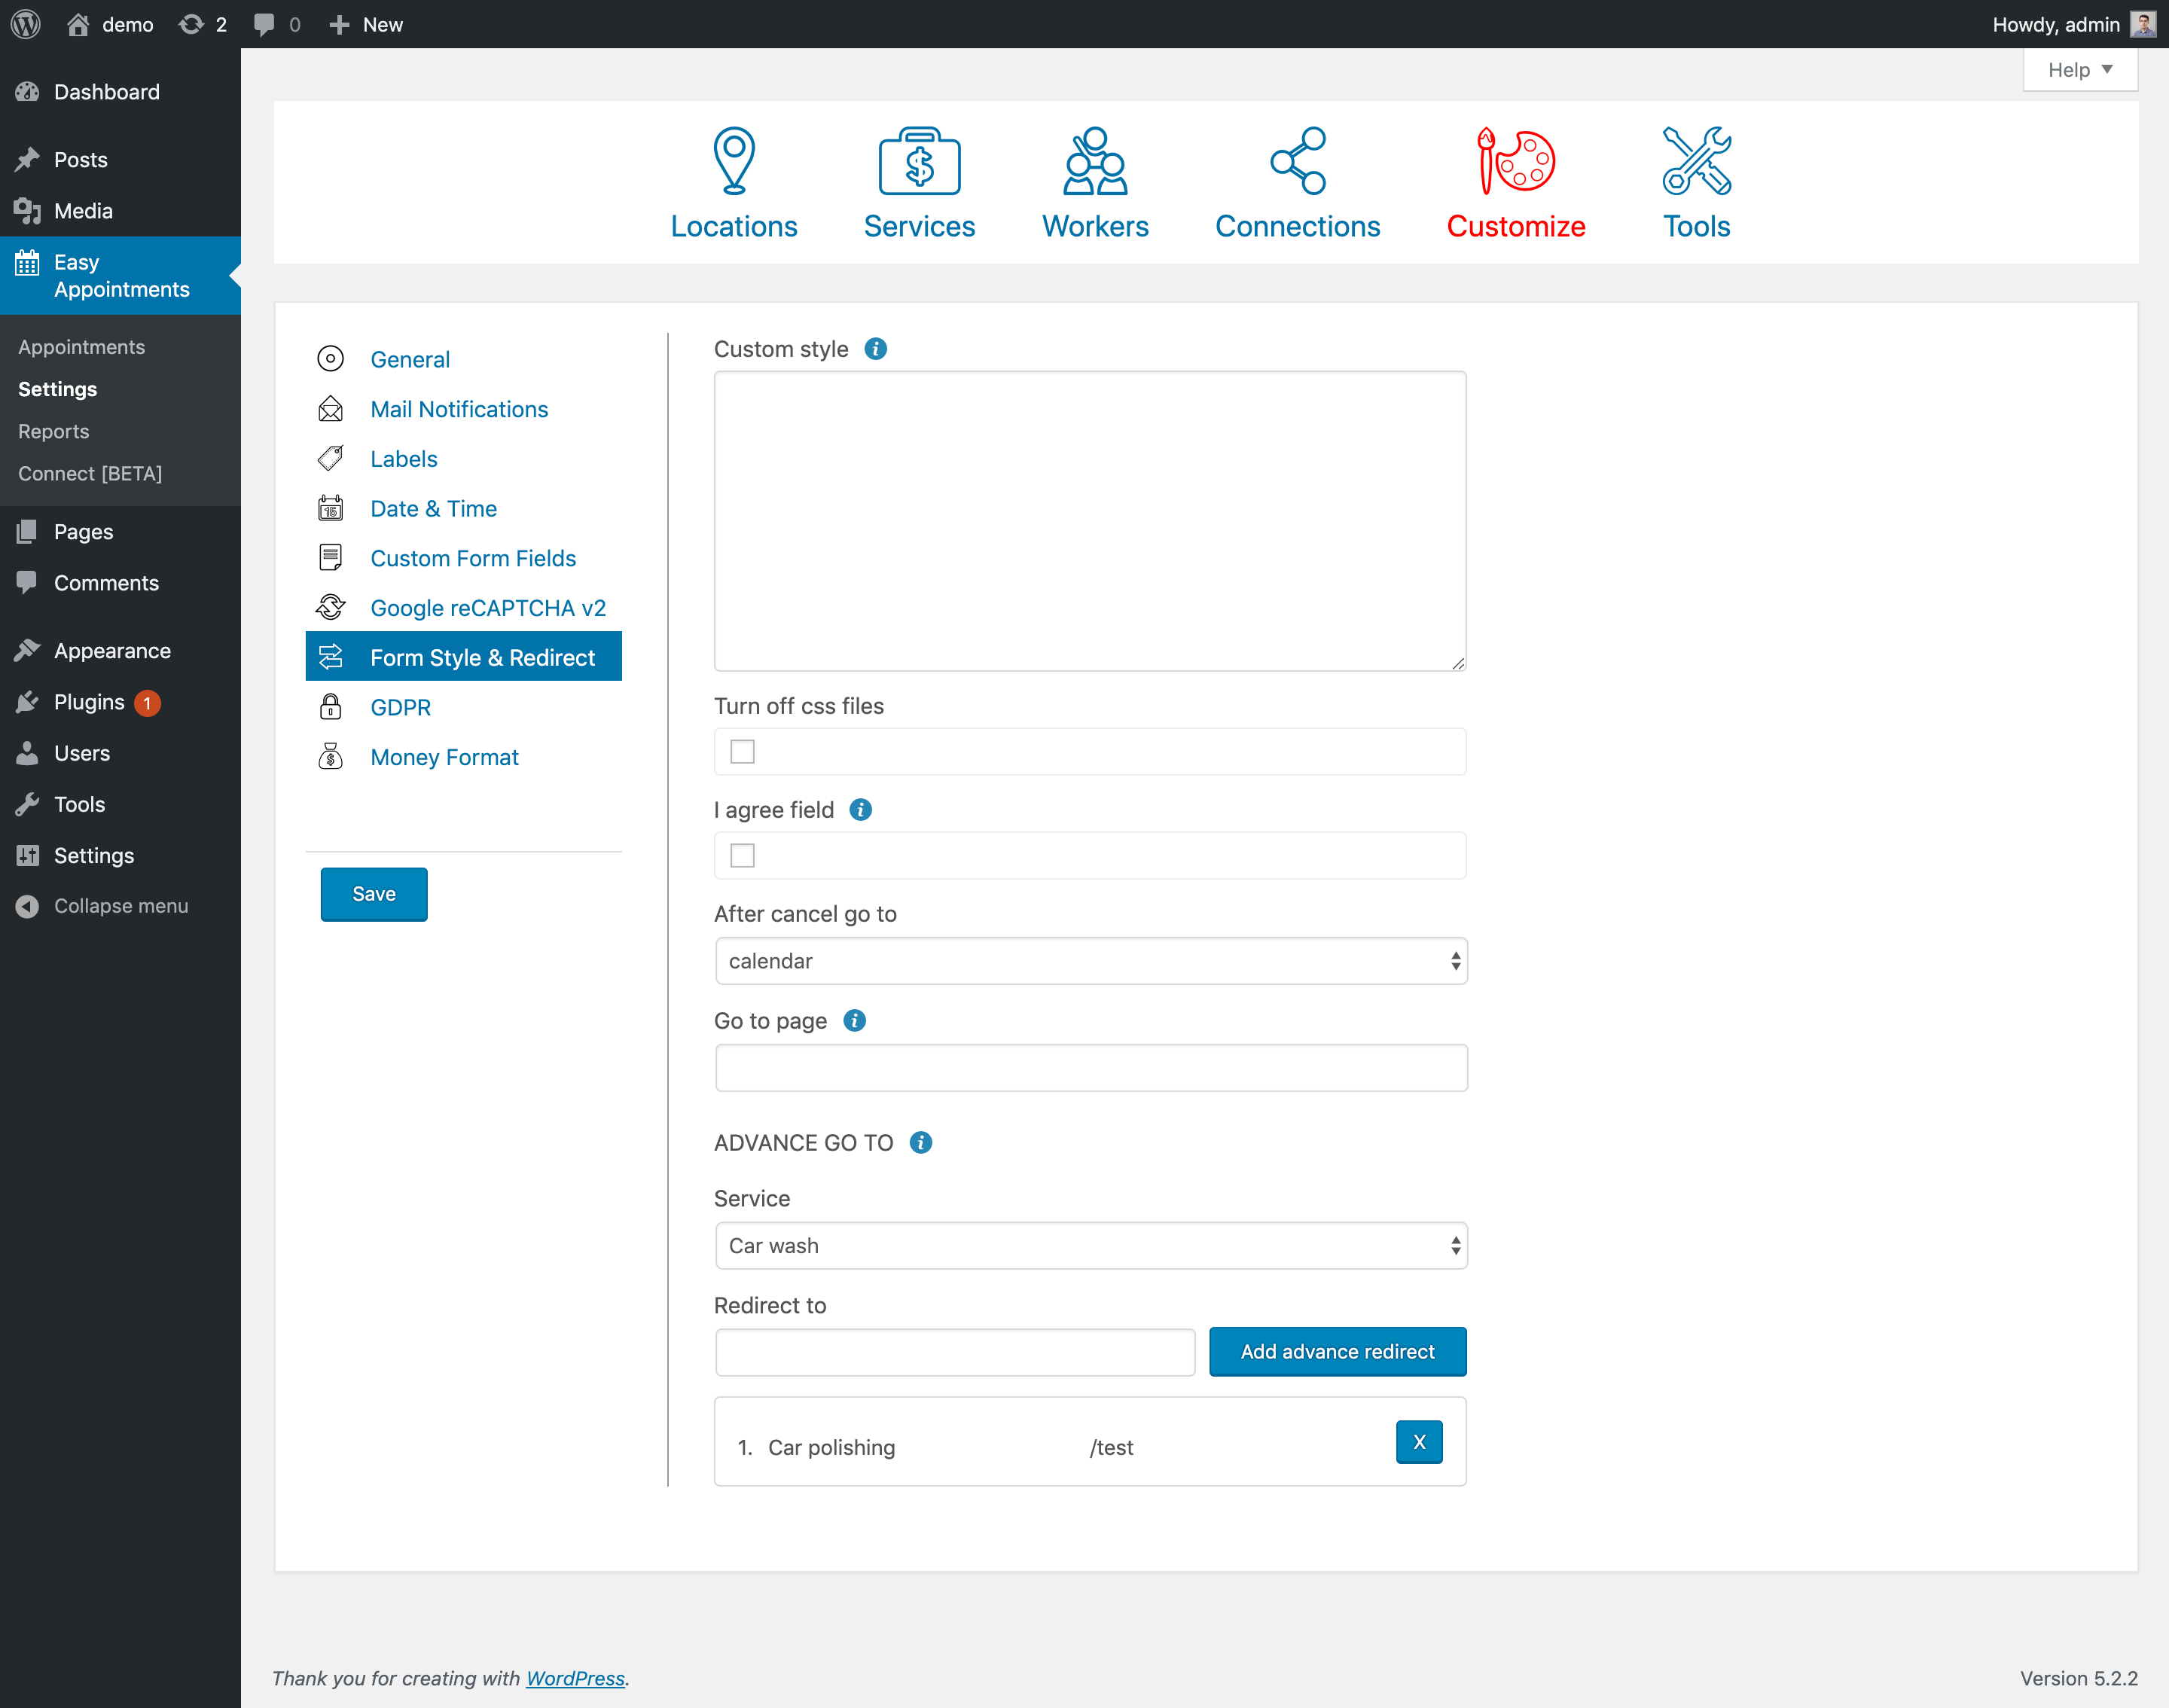 demo 2 0 New Howdy, admin
Help
Dashboard
Posts
Media
Easy
Appointments
Appointments
Settings
Reports
Connect [BETA]
Pages
Comments
Appearance
Plugins 1
Users
Tools
Settings
Collapse menu
Locations Services Workers Connections Customize Tools
General
Mail Notifications
Labels
Date & Time
Custom Form Fields
Google reCAPTCHA v2
Form Style & Redirect
GDPR
Money Format
Save
Custom style
Turn off css files
I agree field
After cancel go to
calendar
Go to page
ADVANCE GO TO
Service
Car wash
Redirect to
Add advance redirect
1. Car polishing /test X
Thank you for creating with WordPress. Version 5.2.2